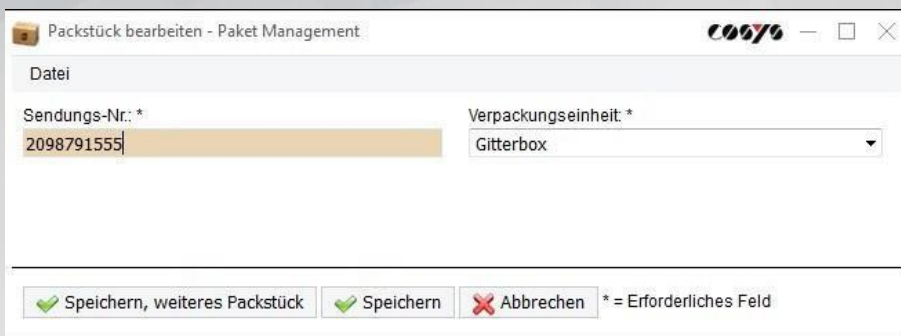 Packstück bearbeiten - Paket Management
COSYS
Datei
Sendungs-Nr.: *
Verpackungseinheit: *
2098791555
Gitterbox
Speichern, weiteres Packstück
Speichern
Abbrechen
* = Erforderliches Feld